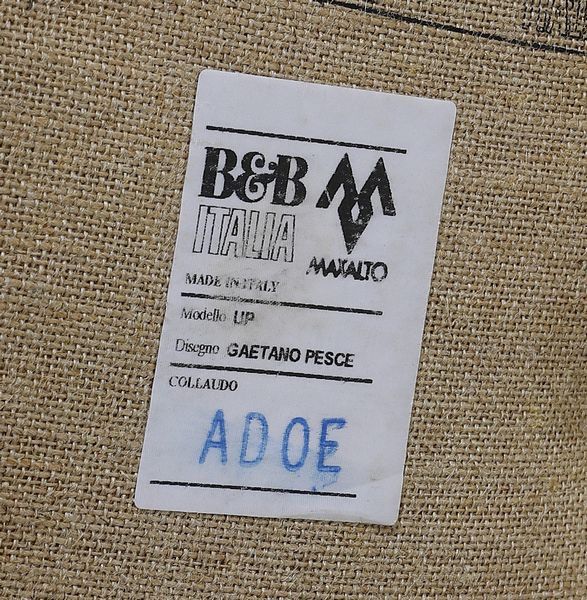 B&B
ITALIA
MAXALTO
MADE IN ITALY
Modello UP
Disegno GAETANO PESCE
COLLAUDO
ADOE